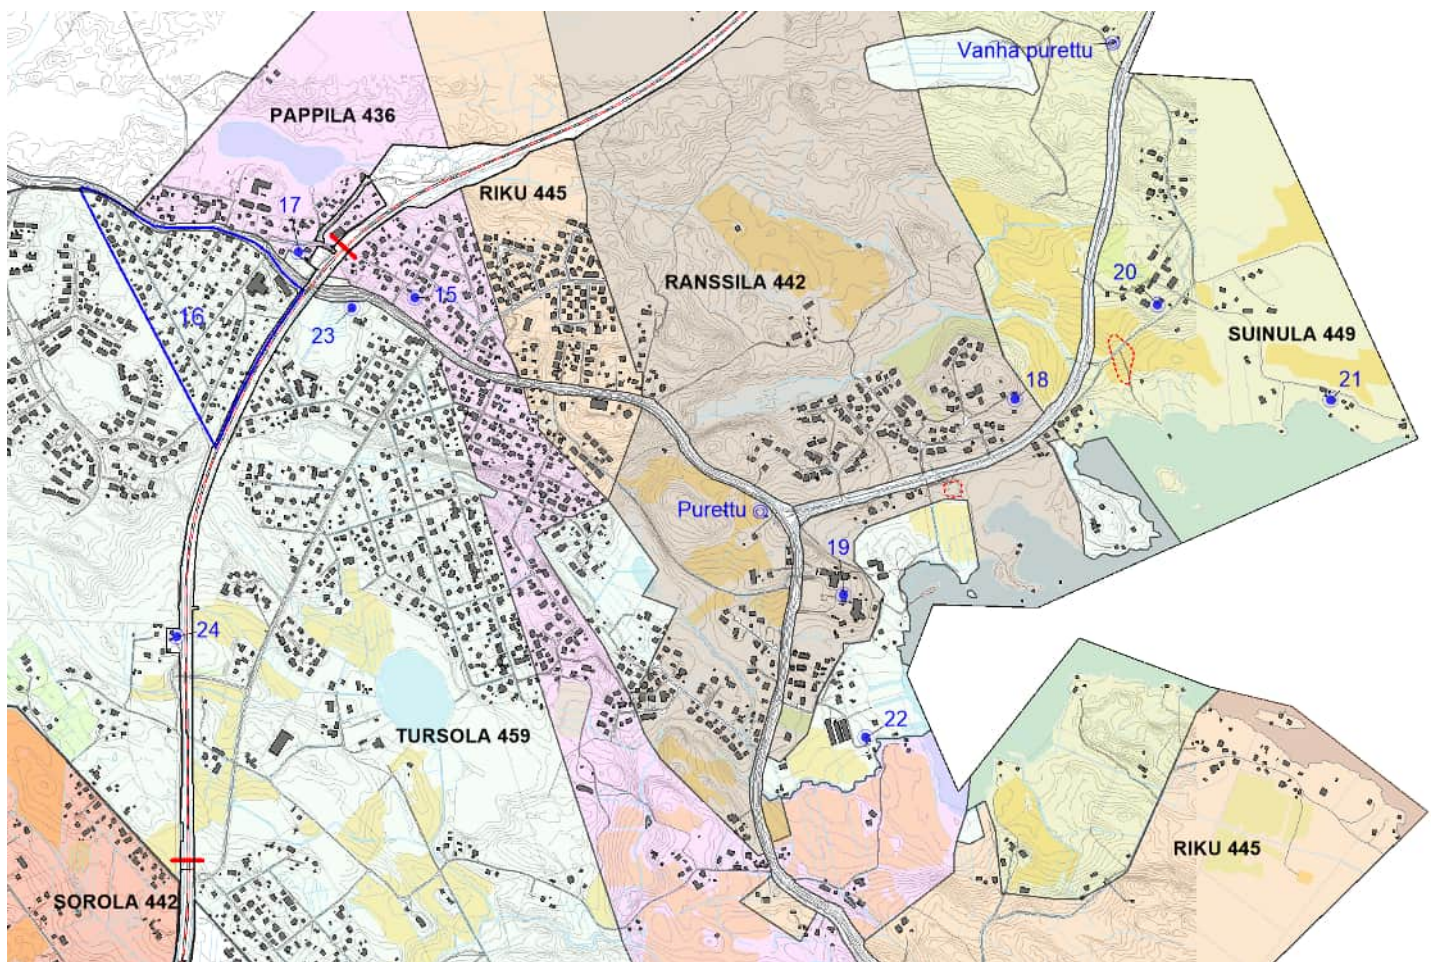 Vanha purettu
PAPPILA 436
RIKU 445
17
RANSSILA 442
20
15
16
23
SUINULA 449
18
21
Purettu
19
24
22
TURSOLA 459
RIKU 445
SOROLA 442